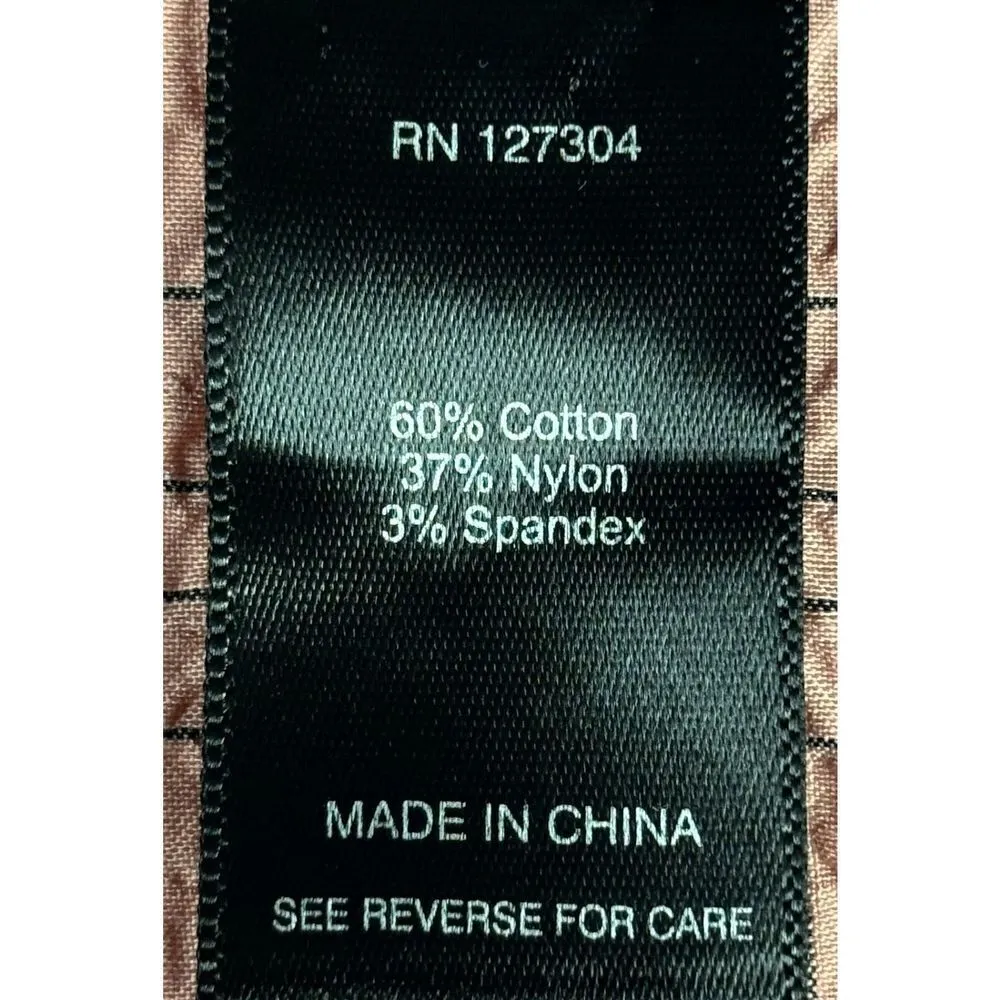 RN 127304
60% Cotton
37% Nylon
3% Spandex
MADE IN CHINA
SEE REVERSE FOR CARE